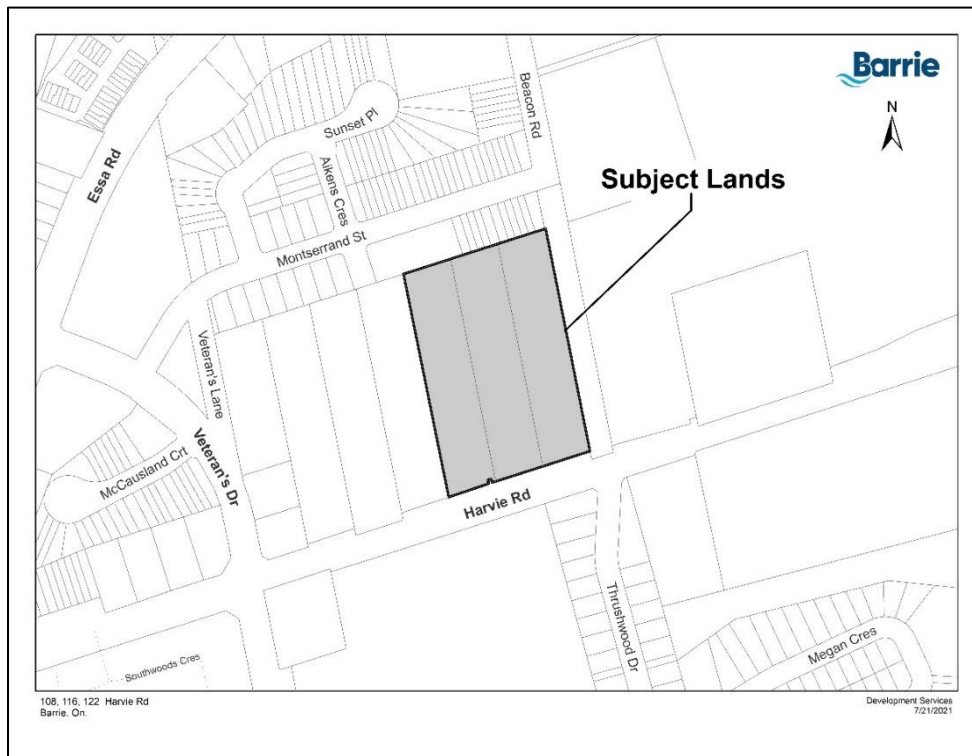 Barrie
N
Beacon Rd
Sunset Pl
Essa Rd
Aikens Cres
Subject Lands
Montserrand St
Veteran's Lane
Veteran's Dr
McCausland Crt
Harvie Rd
Thrushwood Dr
Megan Cres
Southwoods Cres
108, 116, 122 Harvie Rd
Barrie. On.
Development Services
7/21/2021